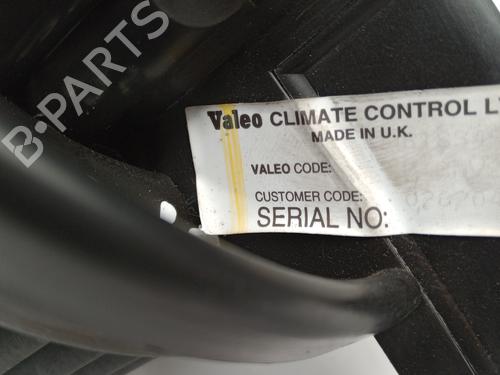 B-PARTS
Valeo CLIMATE CONTROL L
MADE IN U.K.
VALEO CODE:
CUSTOMER CODE:
SERIAL NO: